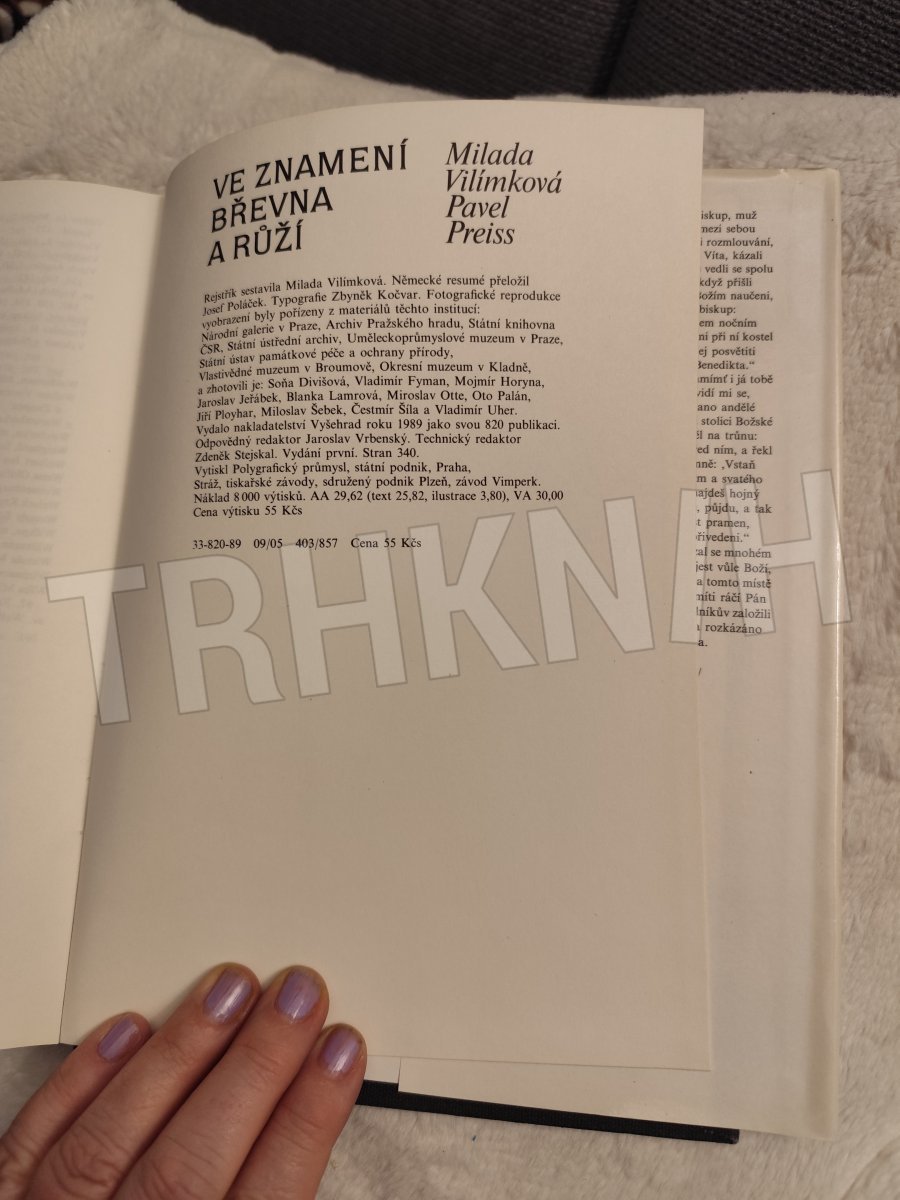 VE ZNAMENÍ
BŘEVNA
A RŮŽÍ
Milada
Vilímková
Pavel
Preiss
Rejstřík sestavila Milada Vilímková. Německé resumé přeložil
Josef Poláček. Typografie Zbyněk Kočvar. Fotografické reprodukce
vyobrazení byly pořízeny z materiálů těchto institucí:
Národní galerie v Praze, Archiv Pražského hradu, Státní knihovna
ČSR, Státní ústřední archiv, Uměleckoprůmyslové muzeum v Praze,
Státní ústav památkové péče a ochrany přírody,
Vlastivědné muzeum v Broumově, Okresní muzeum v Kladně,
a zhotovili je: Soňa Divišová, Vladimír Fyman, Mojmír Horyna,
Jaroslav Jeřábek, Blanka Lamrová, Miroslav Otte, Oto Palán,
Jiří Ployhar, Miloslav Šebek, Čestmír Šíla a Vladimír Uher.
Vydalo nakladatelství Vyšehrad roku 1989 jako svou 820 publikaci.
Odpovědný redaktor Jaroslav Vrbenský. Technický redaktor
Zdeněk Stejskal. Vydání první. Stran 340.
Vytiskl Polygrafický průmysl, státní podnik, Praha,
Stráž, tiskařské závody, sdružený podnik Plzeň, závod Vimperk.
Náklad 8 000 výtisků. AA 29,62 (text 25,82, ilustrace 3,80), VA 30,00
Cena výtisku 55 Kčs
33-820-89 09/05 403/857 Cena 55 Kčs
iskup, muž
mezi sebou
i rozmlouvání,
Víta, kázali
vedli se spolu
když přišli
Božím naučení,
biskup:
em nočním
ni při ní kostel
ej posvětiti
Benedikta.“
mímť i já tobě
vidí mi se,
ano andělé
stolici Božské
l na trůnu:
ed ním, a řekl
mně: ‚Vstaň
m a svatého
najdeš hojný
, půjdu, a tak
st pramen,
přivedeni.“
al se mnohém
jest vůle Boží,
a tomto místě
míti ráčí Pán
níkův založili
rozkázáno
a.
TRHKNIH